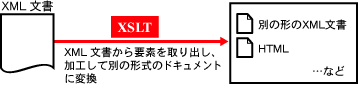 XML 文書
XSLT
XML 文書から要素を取り出し、
加工して別の形式のドキュメント
に変換
別の形のXML文書
HTML
…など